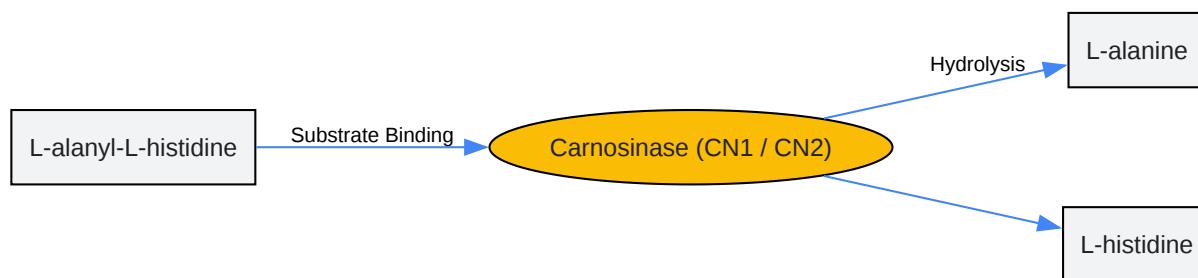 L-alanyl-L-histidine
Substrate Binding
Carnosinase (CN1 / CN2)
Hydrolysis
L-alanine
L-histidine